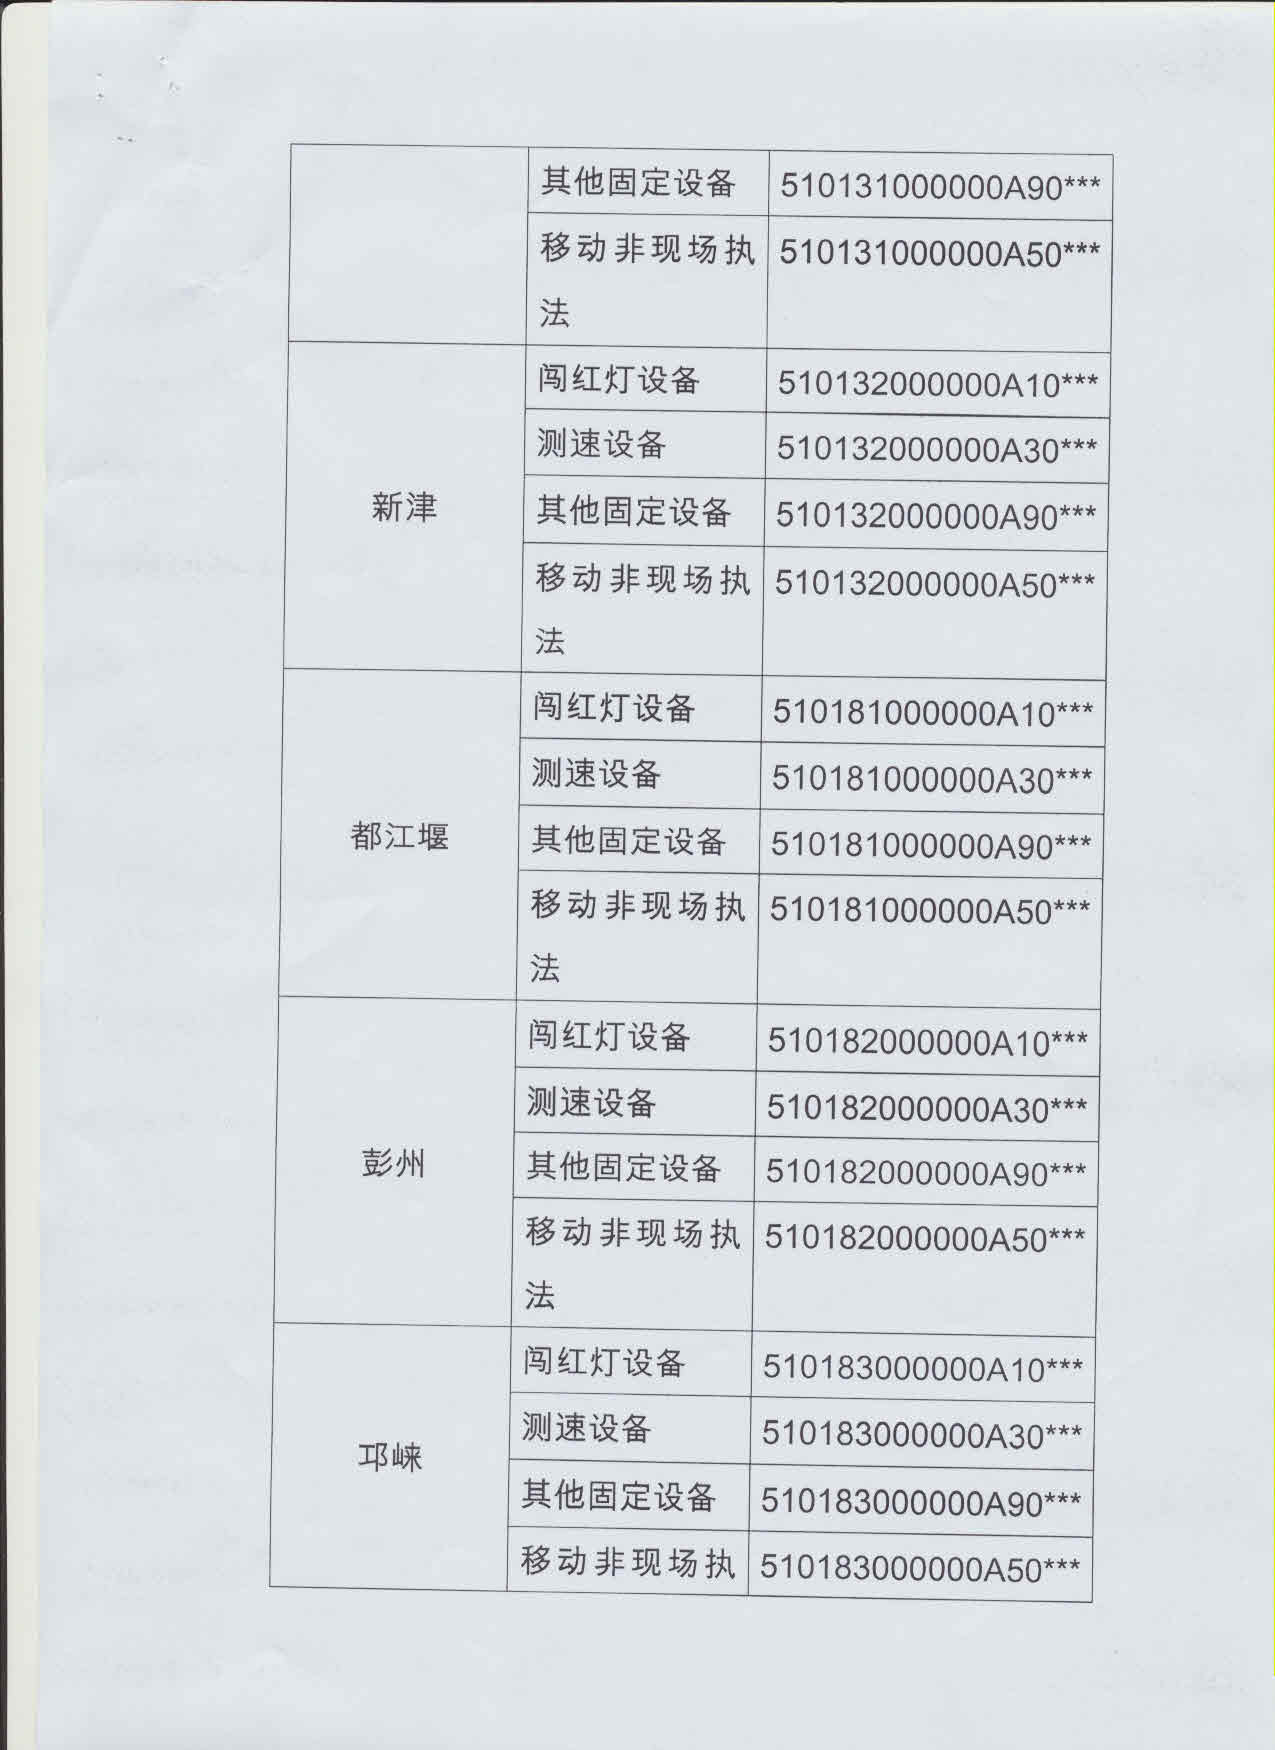 其他固定设备 510131000000A90***
移动非现场执 510131000000A50***
法
闯红灯设备 510132000000A10***
测速设备 510132000000A30***
新津
其他固定设备 510132000000A90***
移动非现场执 510132000000A50***
法
闯红灯设备 510181000000A10***
测速设备 510181000000A30***
都江堰
其他固定设备 510181000000A90***
移动非现场执 510181000000A50***
法
闯红灯设备 510182000000A10***
测速设备 510182000000A30***
彭州
其他固定设备 510182000000A90***
移动非现场执 510182000000A50***
法
闯红灯设备 510183000000A10***
测速设备 510183000000A30***
邛崃
其他固定设备 510183000000A90***
移动非现场执 510183000000A50***